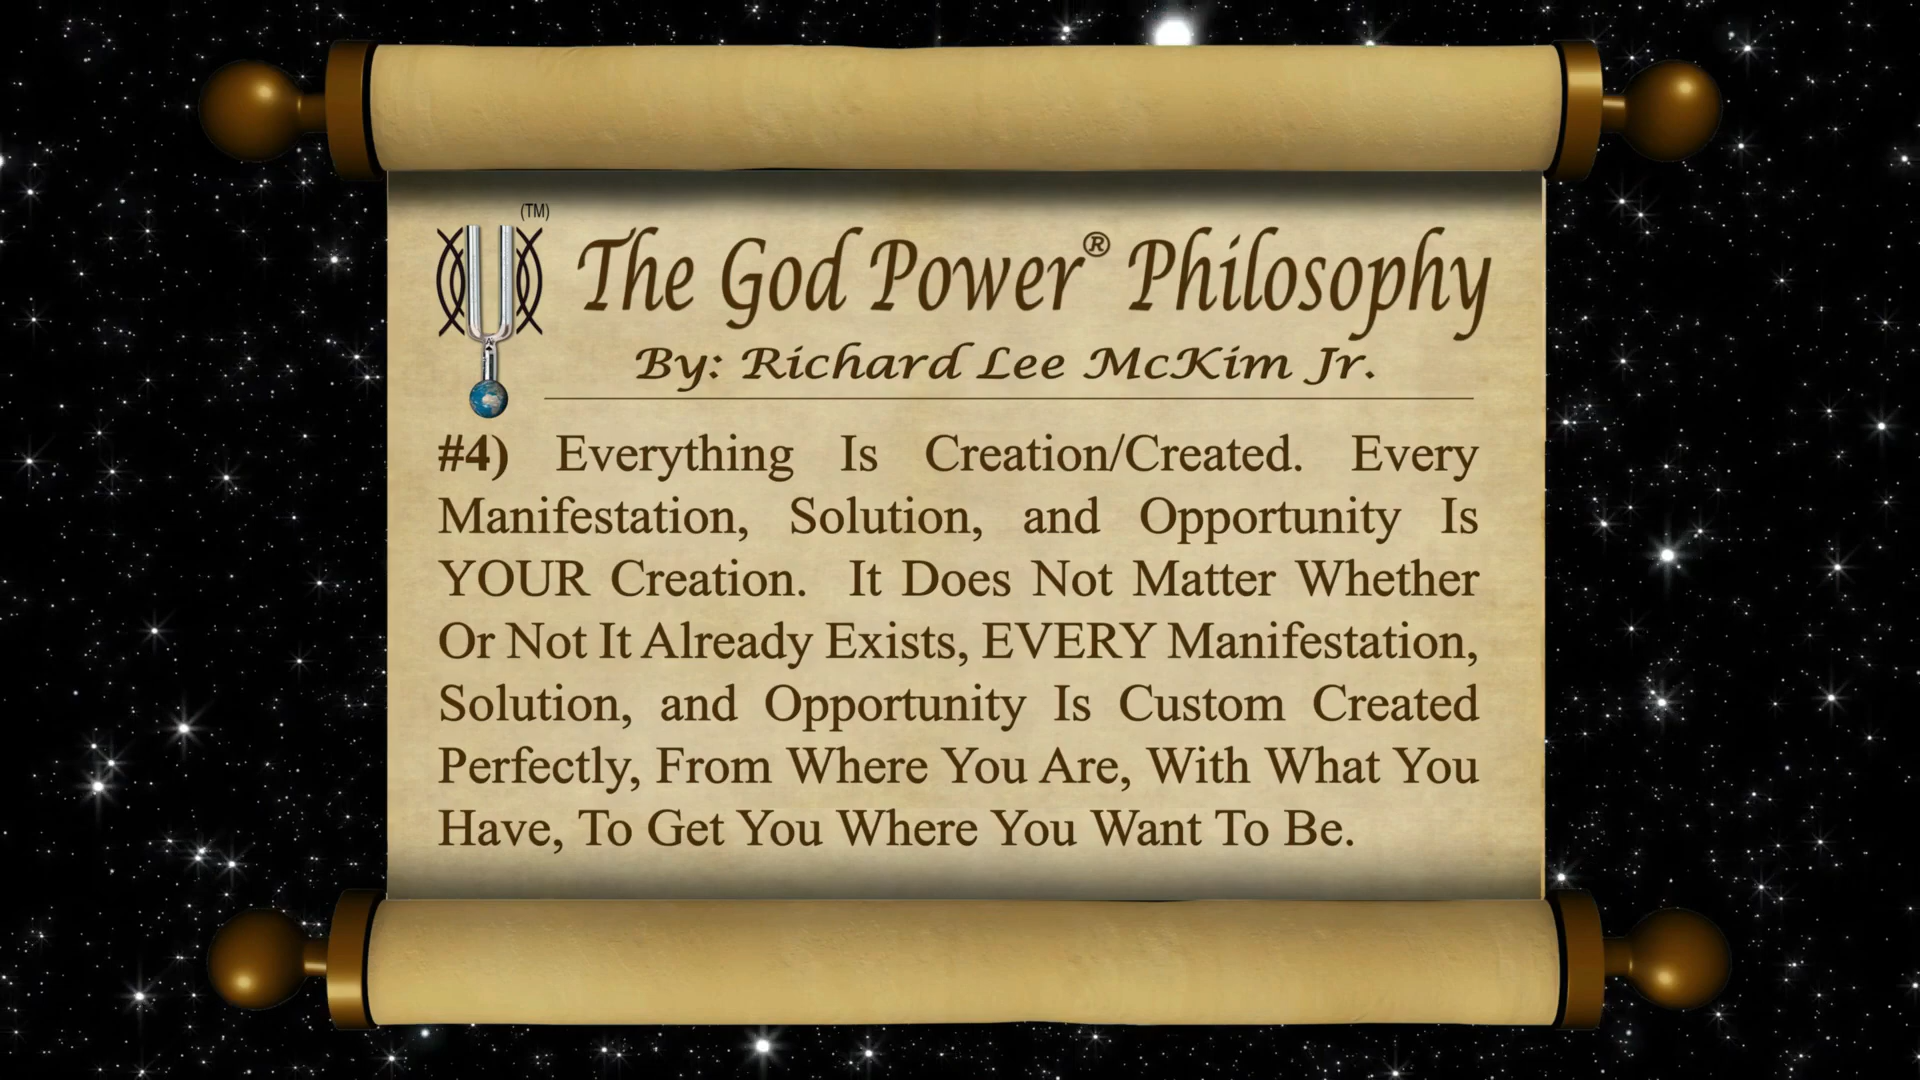 (TM)
The God Power® Philosophy
By: Richard Lee McKim Jr.
#4) Everything Is Creation/Created. Every
Manifestation, Solution, and Opportunity Is
YOUR Creation. It Does Not Matter Whether
Or Not It Already Exists, EVERY Manifestation,
Solution, and Opportunity Is Custom Created
Perfectly, From Where You Are, With What You
Have, To Get You Where You Want To Be.